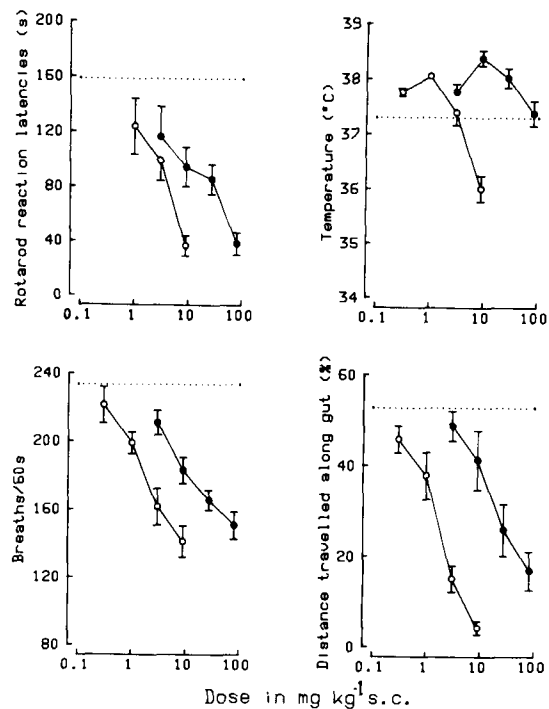 Rotarod reaction latencies (s)
200
160
120
80
40
0
0.1 1 10 100
Temperature (°C)
39
38
37
36
35
34
0.1 1 10 100
Breaths/60s
240
200
160
140
80
0.1 1 10 100
Distance travelled along gut (%)
60
40
20
0
0.1 1 10 100
Dose in mg kg-1s.c.